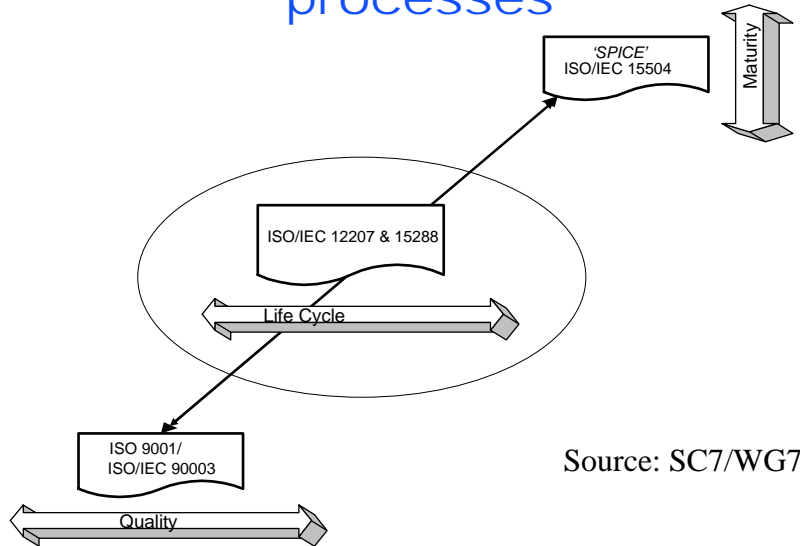 processes
'SPICE'
ISO/IEC 15504
Maturity
ISO/IEC 12207 & 15288
Life Cycle
ISO 9001/
ISO/IEC 90003
Source: SC7/WG7
Quality